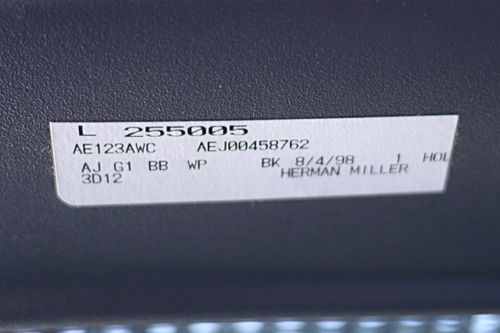 L 255005
AE123AWC AEJ00458762
AJ G1 BB WP BK 8/4/98 1 HOL
3D12 HERMAN MILLER